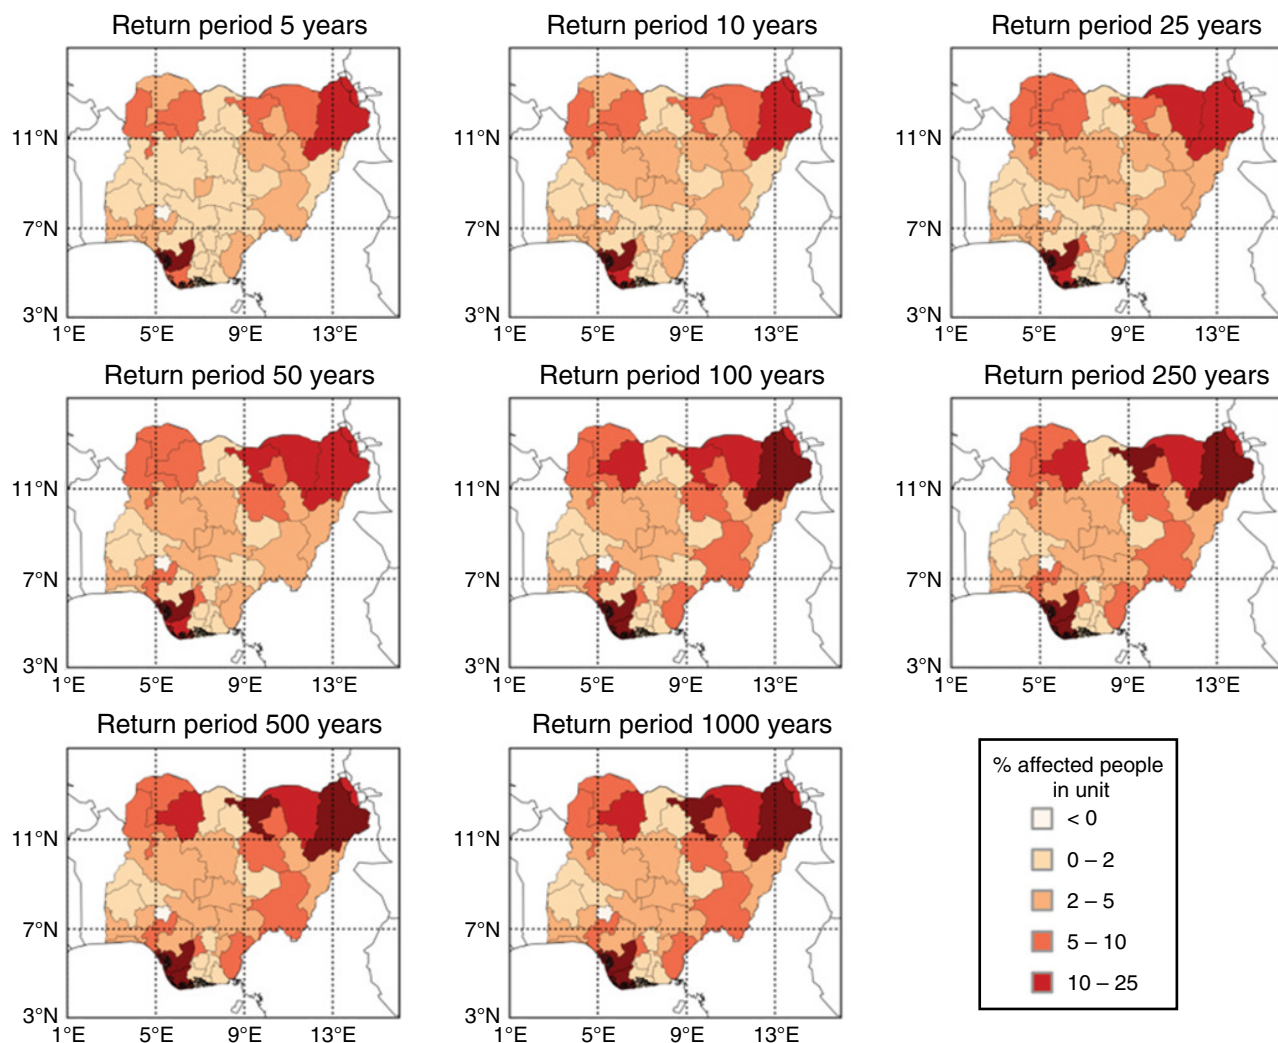 Return period 5 years
Return period 10 years
Return period 25 years
11°N
11°N
11°N
7°N
7°N
7°N
3°N
3°N
3°N
1°E 5°E 9°E 13°E
1°E 5°E 9°E 13°E
1°E 5°E 9°E 13°E
Return period 50 years
Return period 100 years
Return period 250 years
11°N
11°N
11°N
7°N
7°N
7°N
3°N
3°N
3°N
1°E 5°E 9°E 13°E
1°E 5°E 9°E 13°E
1°E 5°E 9°E 13°E
Return period 500 years
Return period 1000 years
11°N
11°N
7°N
7°N
3°N
3°N
1°E 5°E 9°E 13°E
1°E 5°E 9°E 13°E
% affected people
in unit
< 0
0 – 2
2 – 5
5 – 10
10 – 25